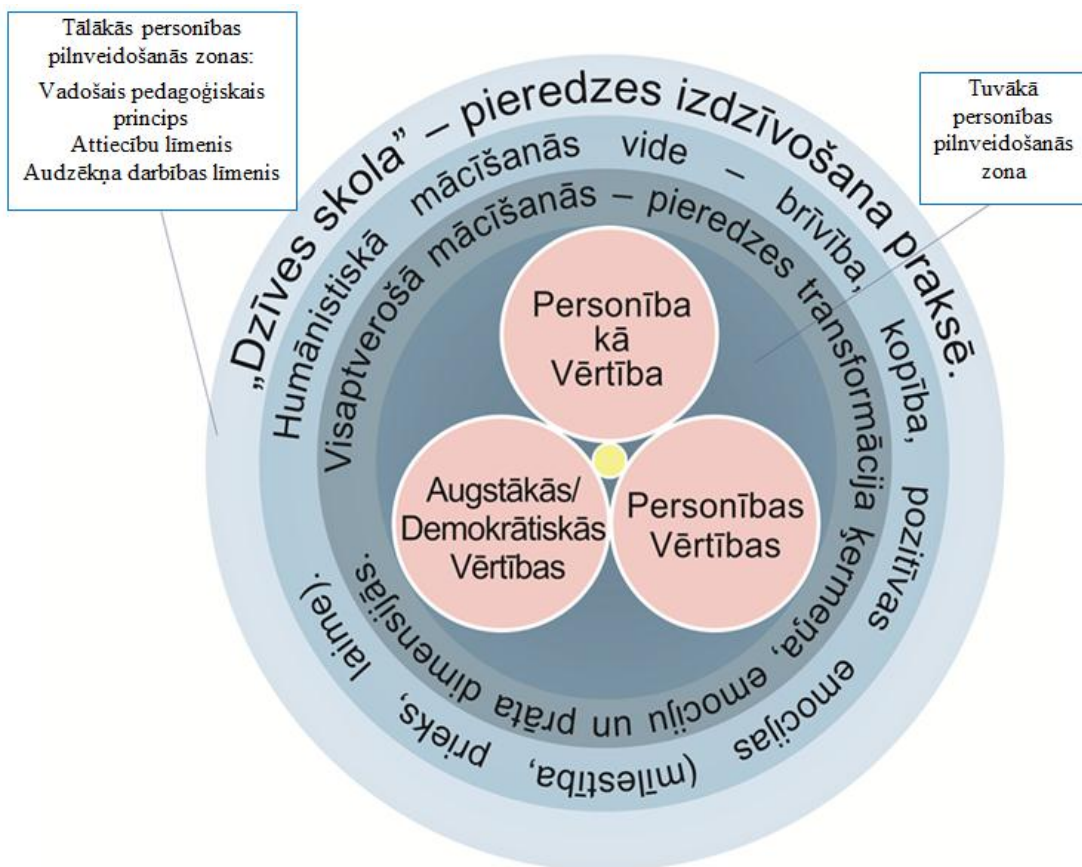 Tālākās personības
pilnveidošanās zonas:
Vadošais pedagoģiskais
princips
Attiecību līmenis
Audzēkņa darbības līmenis
Tuvākā
personības
pilnveidošanās
zona
„Dzīves skola” – pieredzes izdzīvošana praksē.
Humānistiskā mācīšanās vide – brīvība, kopība, pozitīvas emocijas (mīlestība, prieks, laime).
Visaptverošā mācīšanās – pieredzes transformācija ķermeņa, emociju un prāta dimensijās.
Personība
kā
Vērtība
Augstākās/
Demokrātiskās
Vērtības
Personības
Vērtības